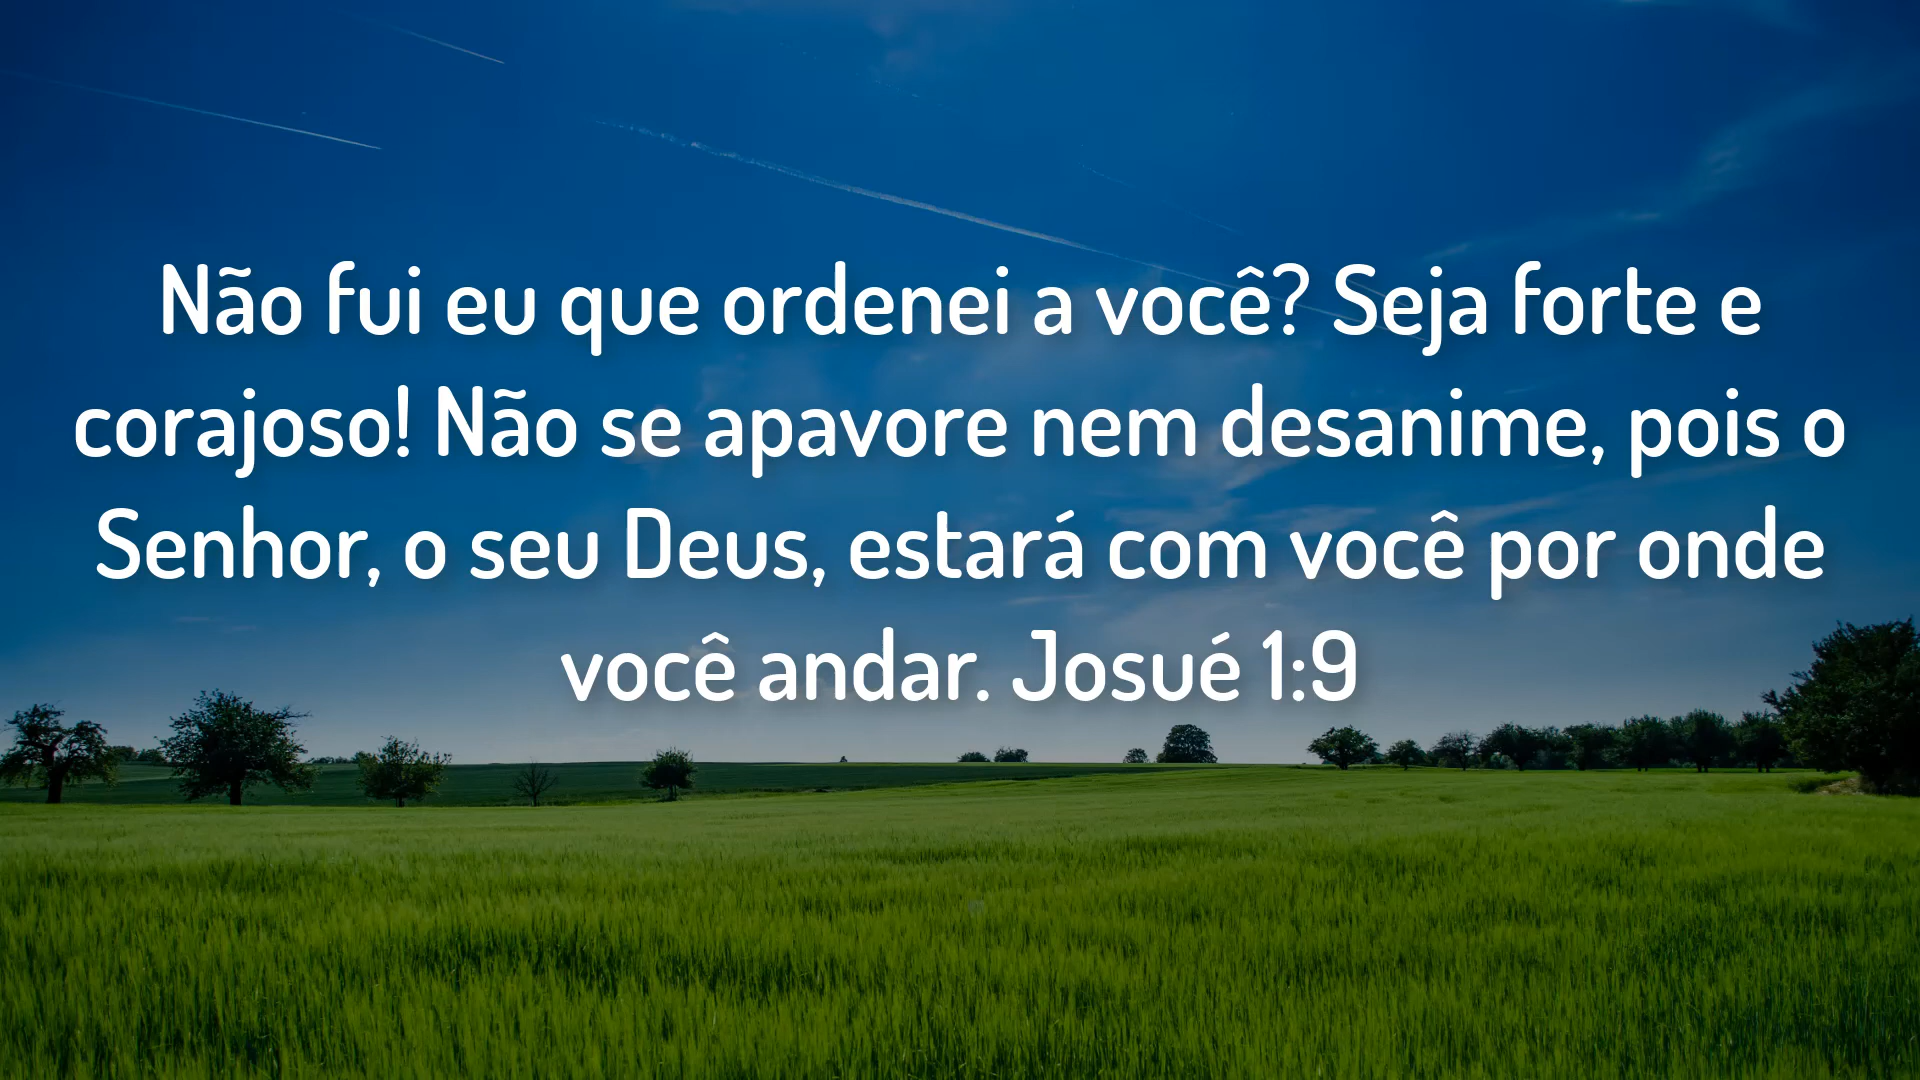 Não fui eu que ordenei a você? Seja forte e
corajoso! Não se apavore nem desanime, pois o
Senhor, o seu Deus, estará com você por onde
você andar. Josué 1:9